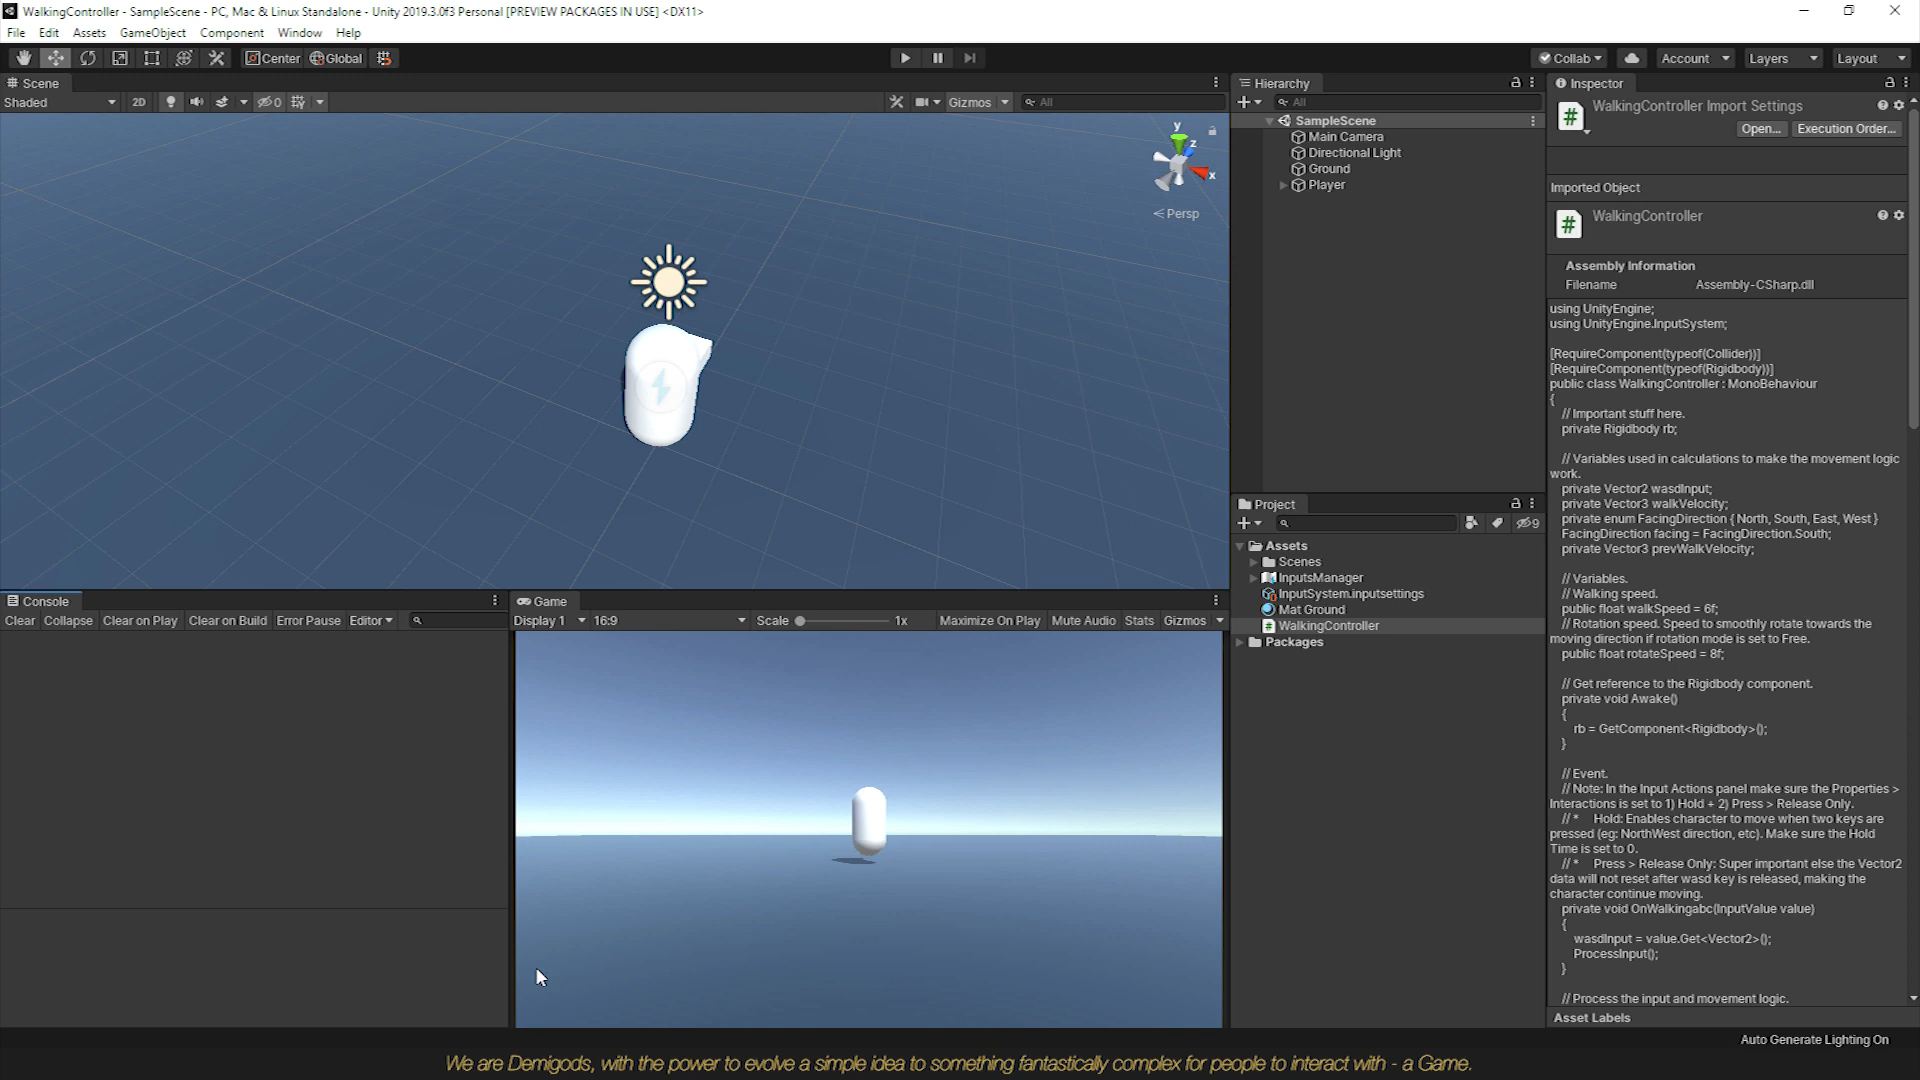 WalkingController - SampleScene - PC, Mac & Linux Standalone - Unity 2019.3.0f3 Personal [PREVIEW PACKAGES IN USE] <DX11>
File Edit Assets GameObject Component Window Help
Center Global Collab Account Layers Layout
Scene
Shaded 2D 0 Gizmos All
y
z
x
Persp
Hierarchy
All
SampleScene
Main Camera
Directional Light
Ground
Player
Project
9
Assets
Scenes
InputsManager
InputSystem.inputsettings
Mat Ground
WalkingController
Packages
Console
Clear Collapse Clear on Play Clear on Build Error Pause Editor
Game
Display 1 16:9 Scale 1x Maximize On Play Mute Audio Stats Gizmos
Inspector
WalkingController Import Settings
Open... Execution Order...
Imported Object
WalkingController
Assembly Information
Filename Assembly-CSharp.dll
using UnityEngine;
using UnityEngine.InputSystem;
[RequireComponent(typeof(Collider))]
[RequireComponent(typeof(Rigidbody))]
public class WalkingController : MonoBehaviour
{
// Important stuff here.
private Rigidbody rb;
// Variables used in calculations to make the movement logic
work.
private Vector2 wasdInput;
private Vector3 walkVelocity;
private enum FacingDirection { North, South, East, West }
FacingDirection facing = FacingDirection.South;
private Vector3 prevWalkVelocity;
// Variables.
// Walking speed.
public float walkSpeed = 6f;
// Rotation speed. Speed to smoothly rotate towards the
moving direction if rotation mode is set to Free.
public float rotateSpeed = 8f;
// Get reference to the Rigidbody component.
private void Awake()
{
rb = GetComponent<Rigidbody>();
}
// Event.
// Note: In the Input Actions panel make sure the Properties >
Interactions is set to 1) Hold + 2) Press > Release Only.
// * Hold: Enables character to move when two keys are
pressed (eg: NorthWest direction, etc). Make sure the Hold
Time is set to 0.
// * Press > Release Only: Super important else the Vector2
data will not reset after wasd key is released, making the
character continue moving.
private void OnWalkingabc(InputValue value)
{
wasdInput = value.Get<Vector2>();
ProcessInput();
}
// Process the input and movement logic.
Asset Labels
Auto Generate Lighting On
We are Demigods, with the power to evolve a simple idea to something fantastically complex for people to interact with - a Game.